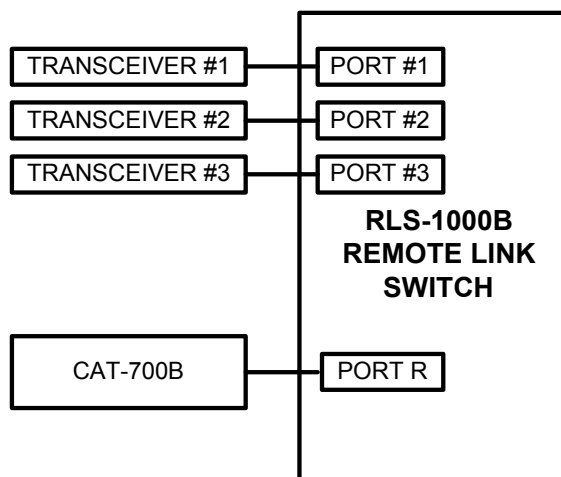 TRANSCEIVER #1
PORT #1
TRANSCEIVER #2
PORT #2
TRANSCEIVER #3
PORT #3
RLS-1000B
REMOTE LINK
SWITCH
CAT-700B
PORT R